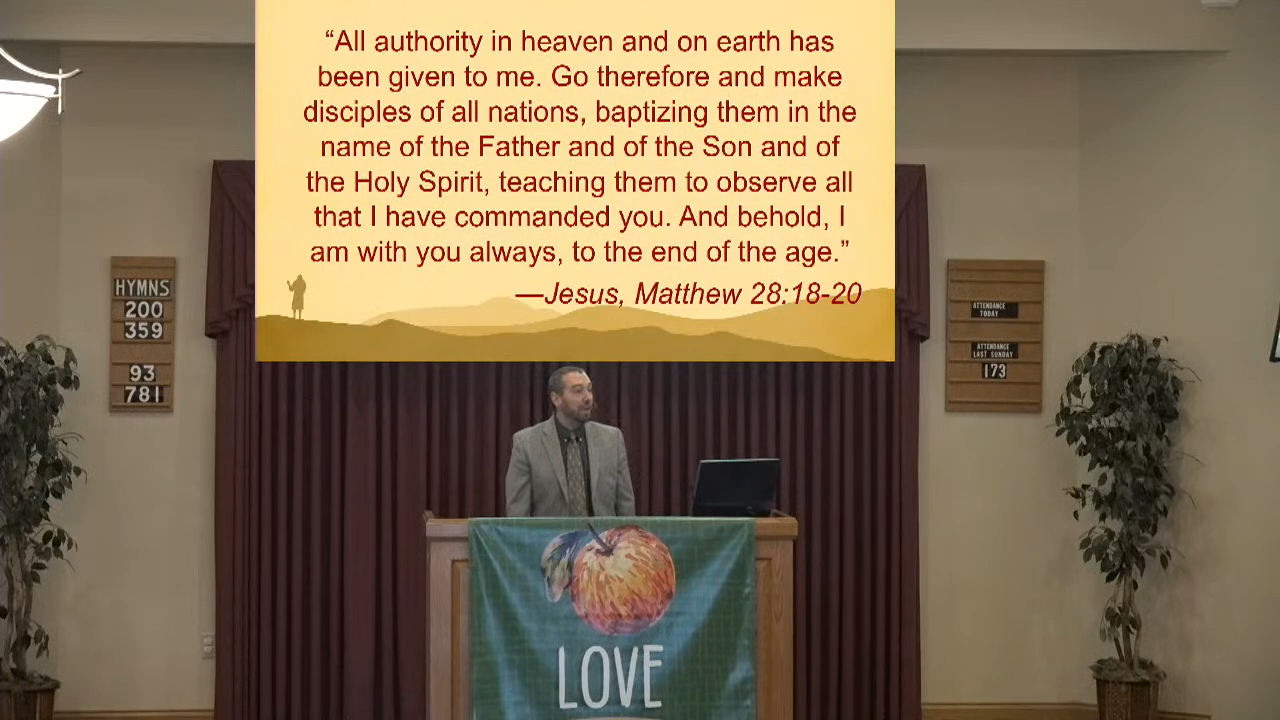 “All authority in heaven and on earth has
been given to me. Go therefore and make
disciples of all nations, baptizing them in the
name of the Father and of the Son and of
the Holy Spirit, teaching them to observe all
that I have commanded you. And behold, I
am with you always, to the end of the age.”
—Jesus, Matthew 28:18-20
HYMNS
200
359
93
781
ATTENDANCE
TODAY
ATTENDANCE
LAST SUNDAY
173
LOVE